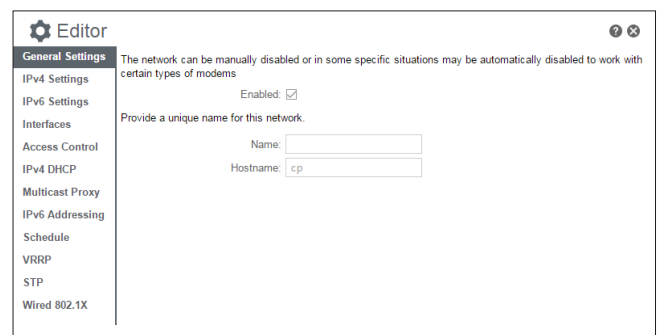 Editor
General Settings
IPv4 Settings
IPv6 Settings
Interfaces
Access Control
IPv4 DHCP
Multicast Proxy
IPv6 Addressing
Schedule
VRRP
STP
Wired 802.1X
The network can be manually disabled or in some specific situations may be automatically disabled to work with
certain types of modems
Enabled:
Provide a unique name for this network.
Name:
Hostname: cp